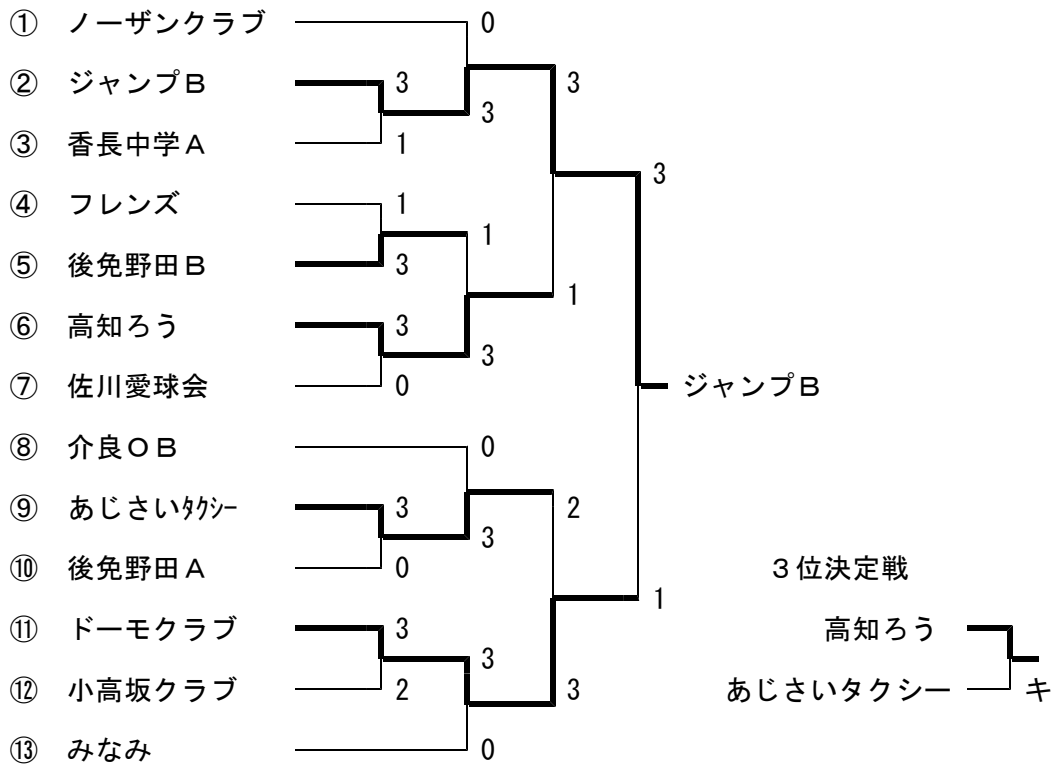 ① ノーザンクラブ 0
② ジャンプB 3 3
3
③ 香長中学A 1
3
④ フレンズ 1
1
⑤ 後免野田B 3
1
⑥ 高知ろう 3
3
⑦ 佐川愛球会 0 ジャンプB
⑧ 介良OB 0
⑨ あじさいﾀｸｼｰ 3 2
3
⑩ 後免野田A 0 3位決定戦
1
⑪ ドーモクラブ 3 高知ろう
3
⑫ 小高坂クラブ 2 3 あじさいタクシー キ
⑬ みなみ 0